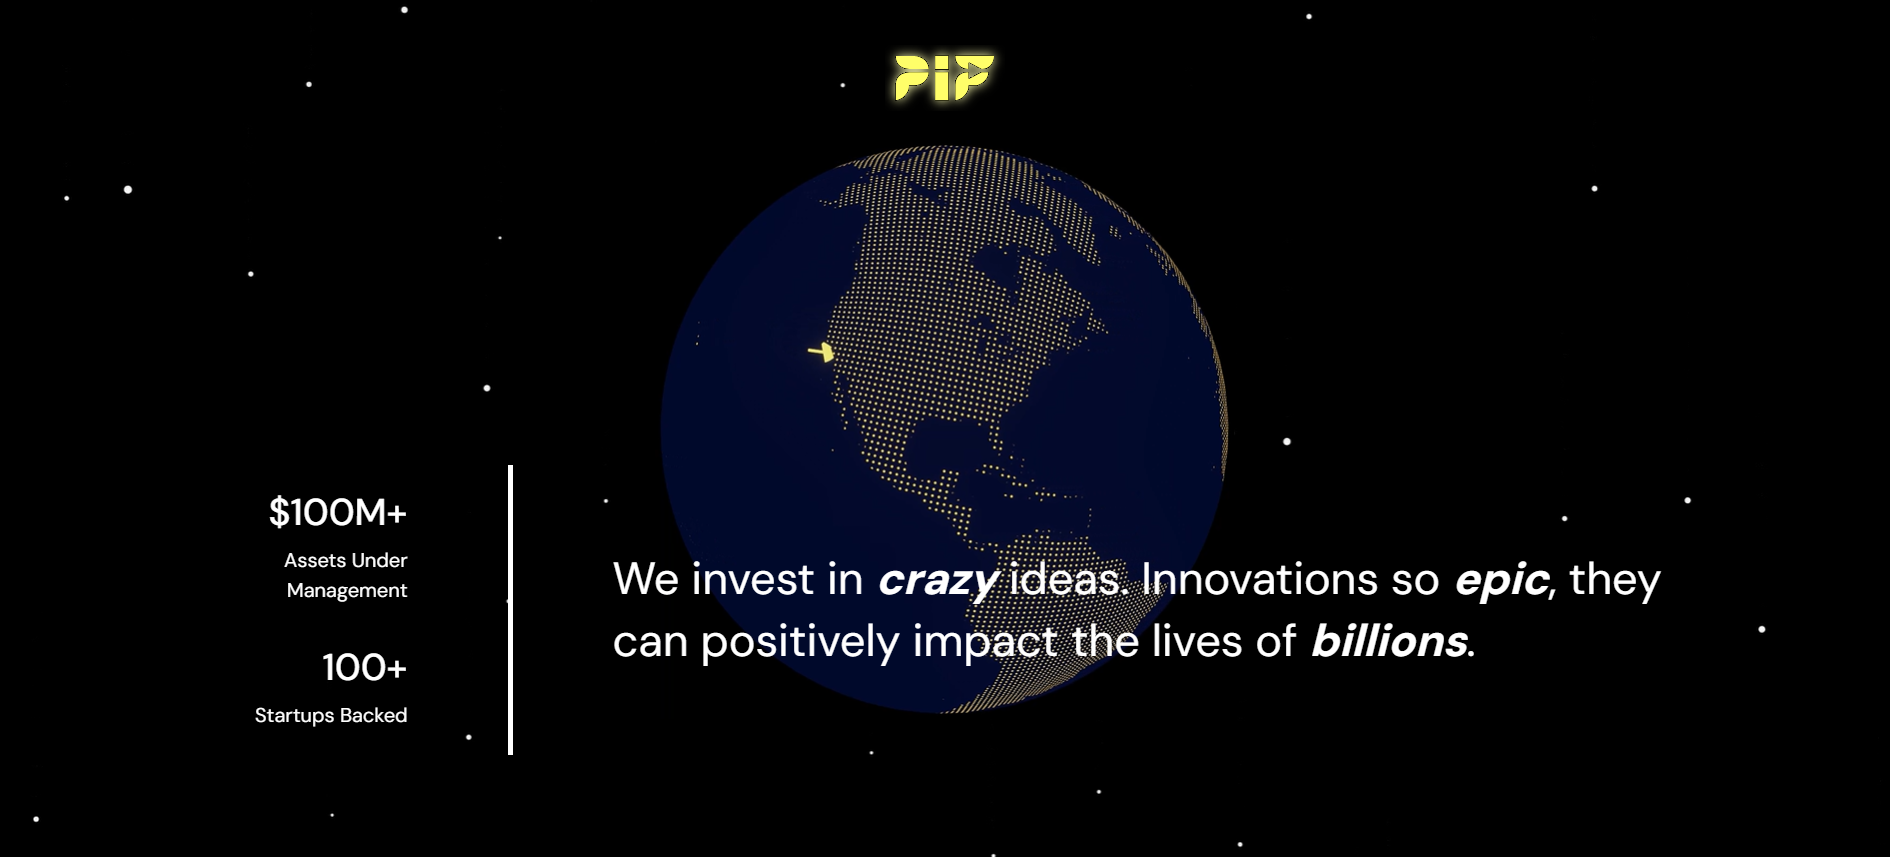 PiF
$100M+
Assets Under
Management
100+
Startups Backed
We invest in crazy ideas. Innovations so epic, they
can positively impact the lives of billions.